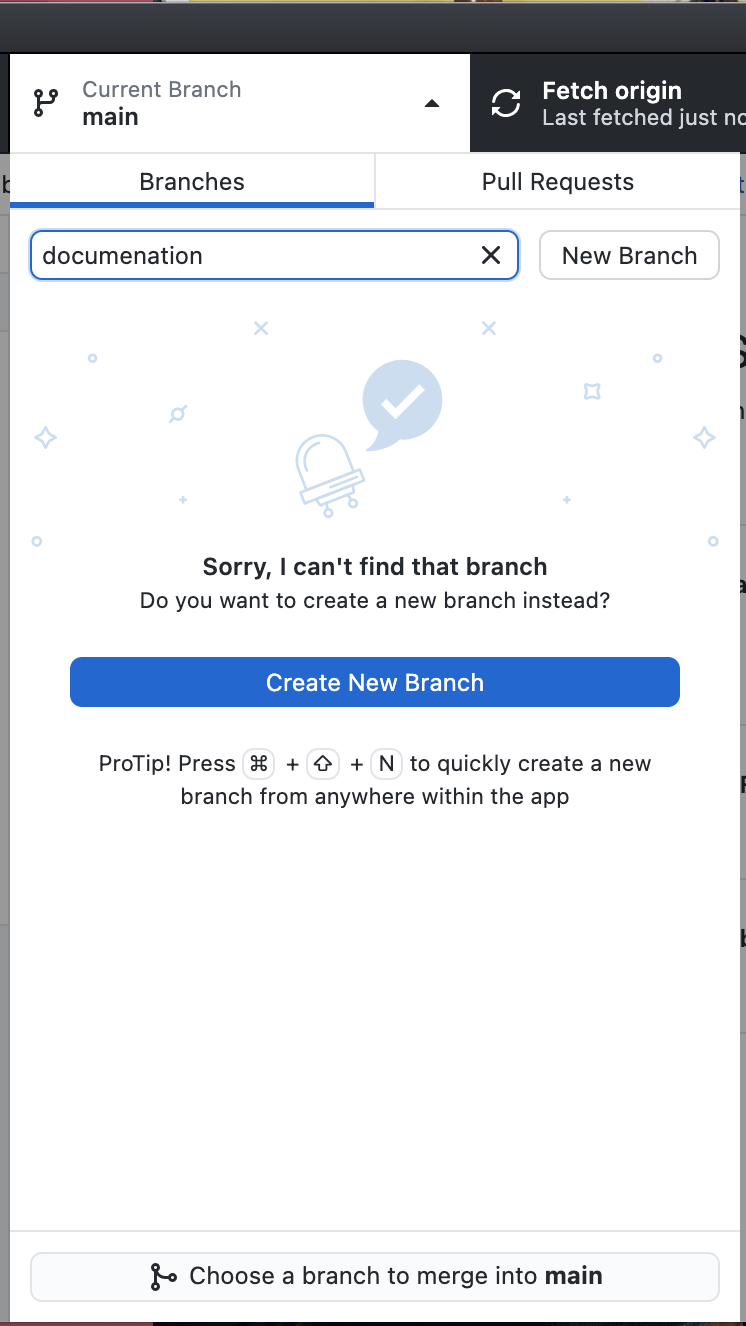 Current Branch
main
Fetch origin
Last fetched just
Branches
Pull Requests
documenation
New Branch
Sorry, I can't find that branch
Do you want to create a new branch instead?
Create New Branch
ProTip! Press ⌘ + ⇧ + N to quickly create a new
branch from anywhere within the app
Choose a branch to merge into main